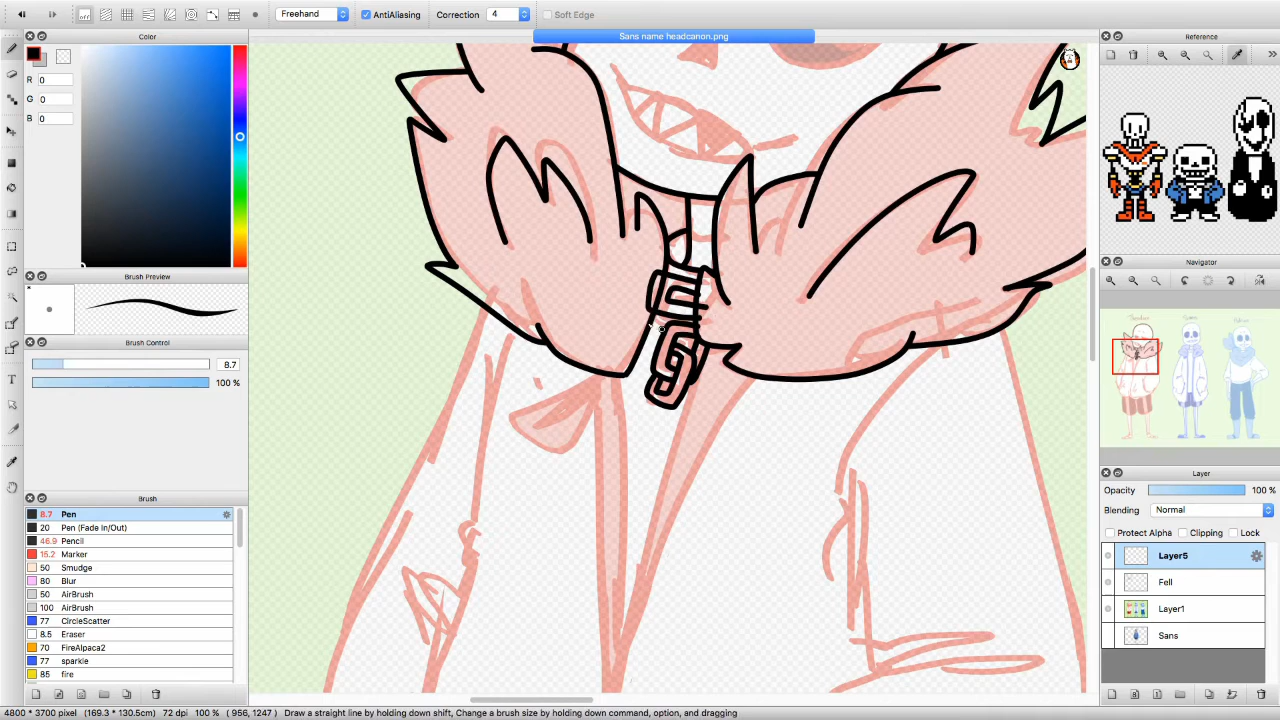 Freehand AntiAliasing Correction 4 Soft Edge
Color
Sans name headcanon.png
Reference
R 0
G 0
B 0
Navigator
Brush Preview
Brush Control
8.7
100 %
Layer
Opacity 100 %
Blending Normal
Brush
Protect Alpha Clipping Lock
8.7 Pen
20 Pen (Fade In/Out)
46.9 Pencil
15.2 Marker
50 Smudge
80 Blur
50 AirBrush
100 AirBrush
77 CircleScatter
8.5 Eraser
70 FireAlpaca2
77 sparkle
85 fire
Layer5
Fell
Layer1
Sans
4800 * 3700 pixel (169.3 * 130.5cm) 72 dpi 100 % ( 956, 1247 ) Draw a straight line by holding down shift, Change a brush size by holding down command, option, and dragging